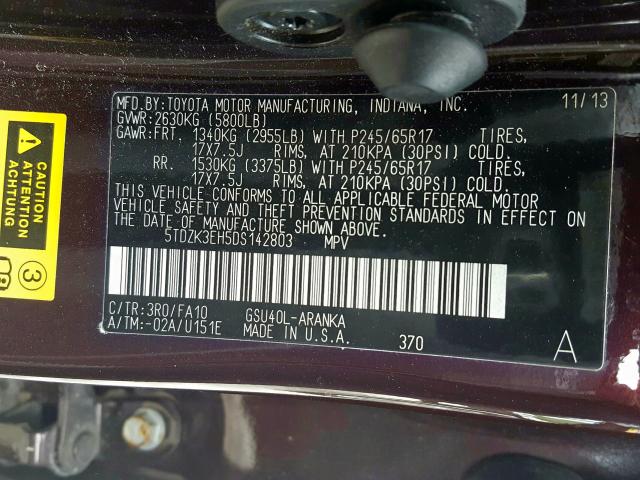 MFD.BY:TOYOTA MOTOR MANUFACTURING, INDIANA, INC. 11/13
GVWR:2630KG (5800LB)
GAWR:FRT. 1340KG (2955LB) WITH P245/65R17 TIRES,
17X7.5J RIMS, AT 210KPA (30PSI) COLD.
RR. 1530KG (3375LB) WITH P245/65R17 TIRES,
17X7.5J RIMS, AT 210KPA (30PSI) COLD.
THIS VEHICLE CONFORMS TO ALL APPLICABLE FEDERAL MOTOR
VEHICLE SAFETY AND THEFT PREVENTION STANDARDS IN EFFECT ON
THE DATE OF MANUFACTURE SHOWN ABOVE.
5TDZK3EH5DS142803 MPV
C/TR:3R0/FA10 GSU40L-ARANKA
A/TM:-02A/U151E MADE IN U.S.A. 370 A
CAUTION
ATTENTION
ACHTUNG
3